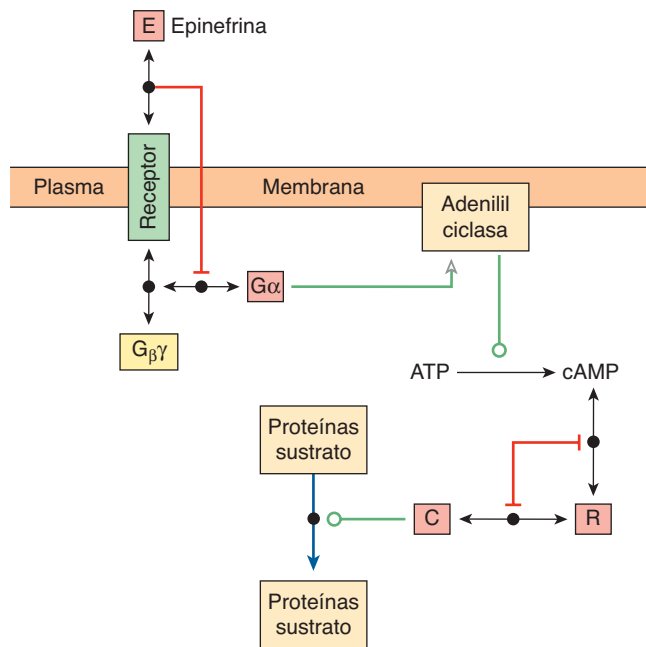 E Epinefrina
Receptor
Plasma Membrana
Adenilil
ciclasa
Gα
Gβγ
ATP cAMP
Proteínas
sustrato
C R
Proteínas
sustrato